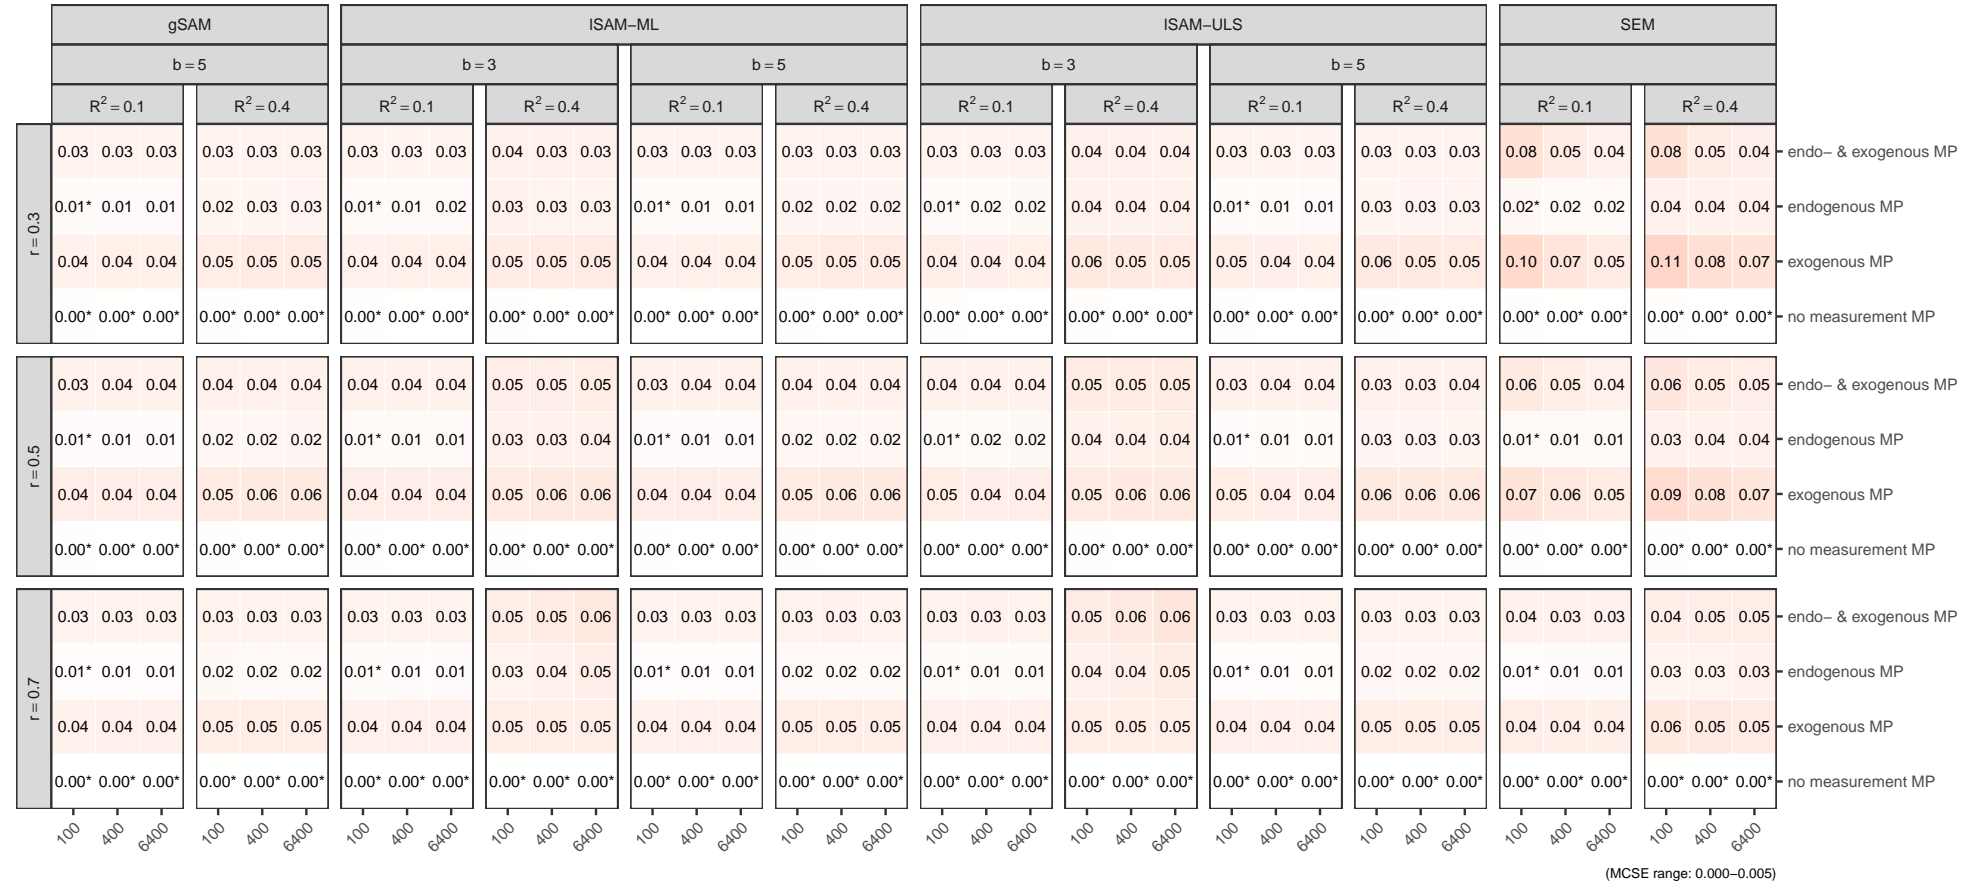 gSAM lSAM−ML lSAM−ULS SEM
b = 5 b = 3 b = 5 b = 3 b = 5
R² = 0.1 R² = 0.4 R² = 0.1 R² = 0.4 R² = 0.1 R² = 0.4 R² = 0.1 R² = 0.4 R² = 0.1 R² = 0.4 R² = 0.1 R² = 0.4
r = 0.3
0.03 0.03 0.03 0.03 0.03 0.03 0.03 0.03 0.03 0.04 0.03 0.03 0.03 0.03 0.03 0.03 0.03 0.03 0.03 0.03 0.03 0.04 0.04 0.04 0.03 0.03 0.03 0.03 0.03 0.03 0.08 0.05 0.04 0.08 0.05 0.04 endo− & exogenous MP
0.01* 0.01 0.01 0.02 0.03 0.03 0.01* 0.01 0.02 0.03 0.03 0.03 0.01* 0.01 0.01 0.02 0.02 0.02 0.01* 0.02 0.02 0.04 0.04 0.04 0.01* 0.01 0.01 0.03 0.03 0.03 0.02* 0.02 0.02 0.04 0.04 0.04 endogenous MP
0.04 0.04 0.04 0.05 0.05 0.05 0.04 0.04 0.04 0.05 0.05 0.05 0.04 0.04 0.04 0.05 0.05 0.05 0.04 0.04 0.04 0.06 0.05 0.05 0.05 0.04 0.04 0.06 0.05 0.05 0.10 0.07 0.05 0.11 0.08 0.07 exogenous MP
0.00* 0.00* 0.00* 0.00* 0.00* 0.00* 0.00* 0.00* 0.00* 0.00* 0.00* 0.00* 0.00* 0.00* 0.00* 0.00* 0.00* 0.00* 0.00* 0.00* 0.00* 0.00* 0.00* 0.00* 0.00* 0.00* 0.00* 0.00* 0.00* 0.00* 0.00* 0.00* 0.00* 0.00* 0.00* 0.00* no measurement MP
r = 0.5
0.03 0.04 0.04 0.04 0.04 0.04 0.04 0.04 0.04 0.05 0.05 0.05 0.03 0.04 0.04 0.04 0.04 0.04 0.04 0.04 0.04 0.05 0.05 0.05 0.03 0.04 0.04 0.03 0.03 0.04 0.06 0.05 0.04 0.06 0.05 0.05 endo− & exogenous MP
0.01* 0.01 0.01 0.02 0.02 0.02 0.01* 0.01 0.01 0.03 0.03 0.04 0.01* 0.01 0.01 0.02 0.02 0.02 0.01* 0.02 0.02 0.04 0.04 0.04 0.01* 0.01 0.01 0.03 0.03 0.03 0.01* 0.01 0.01 0.03 0.04 0.04 endogenous MP
0.04 0.04 0.04 0.05 0.06 0.06 0.04 0.04 0.04 0.05 0.06 0.06 0.04 0.04 0.04 0.05 0.06 0.06 0.05 0.04 0.04 0.05 0.06 0.06 0.05 0.04 0.04 0.06 0.06 0.06 0.07 0.06 0.05 0.09 0.08 0.07 exogenous MP
0.00* 0.00* 0.00* 0.00* 0.00* 0.00* 0.00* 0.00* 0.00* 0.00* 0.00* 0.00* 0.00* 0.00* 0.00* 0.00* 0.00* 0.00* 0.00* 0.00* 0.00* 0.00* 0.00* 0.00* 0.00* 0.00* 0.00* 0.00* 0.00* 0.00* 0.00* 0.00* 0.00* 0.00* 0.00* 0.00* no measurement MP
r = 0.7
0.03 0.03 0.03 0.03 0.03 0.03 0.03 0.03 0.03 0.05 0.05 0.06 0.03 0.03 0.03 0.03 0.03 0.03 0.03 0.03 0.03 0.05 0.06 0.06 0.03 0.03 0.03 0.03 0.03 0.03 0.04 0.03 0.03 0.04 0.05 0.05 endo− & exogenous MP
0.01* 0.01 0.01 0.02 0.02 0.02 0.01* 0.01 0.01 0.03 0.04 0.05 0.01* 0.01 0.01 0.02 0.02 0.02 0.01* 0.01 0.01 0.04 0.04 0.05 0.01* 0.01 0.01 0.02 0.02 0.02 0.01* 0.01 0.01 0.03 0.03 0.03 endogenous MP
0.04 0.04 0.04 0.05 0.05 0.05 0.04 0.04 0.04 0.05 0.05 0.05 0.04 0.04 0.04 0.05 0.05 0.05 0.04 0.04 0.04 0.05 0.05 0.05 0.04 0.04 0.04 0.05 0.05 0.05 0.04 0.04 0.04 0.06 0.05 0.05 exogenous MP
0.00* 0.00* 0.00* 0.00* 0.00* 0.00* 0.00* 0.00* 0.00* 0.00* 0.00* 0.00* 0.00* 0.00* 0.00* 0.00* 0.00* 0.00* 0.00* 0.00* 0.00* 0.00* 0.00* 0.00* 0.00* 0.00* 0.00* 0.00* 0.00* 0.00* 0.00* 0.00* 0.00* 0.00* 0.00* 0.00* no measurement MP
100 400 6400 100 400 6400 100 400 6400 100 400 6400 100 400 6400 100 400 6400 100 400 6400 100 400 6400 100 400 6400 100 400 6400 100 400 6400 100 400 6400
(MCSE range: 0.000−0.005)